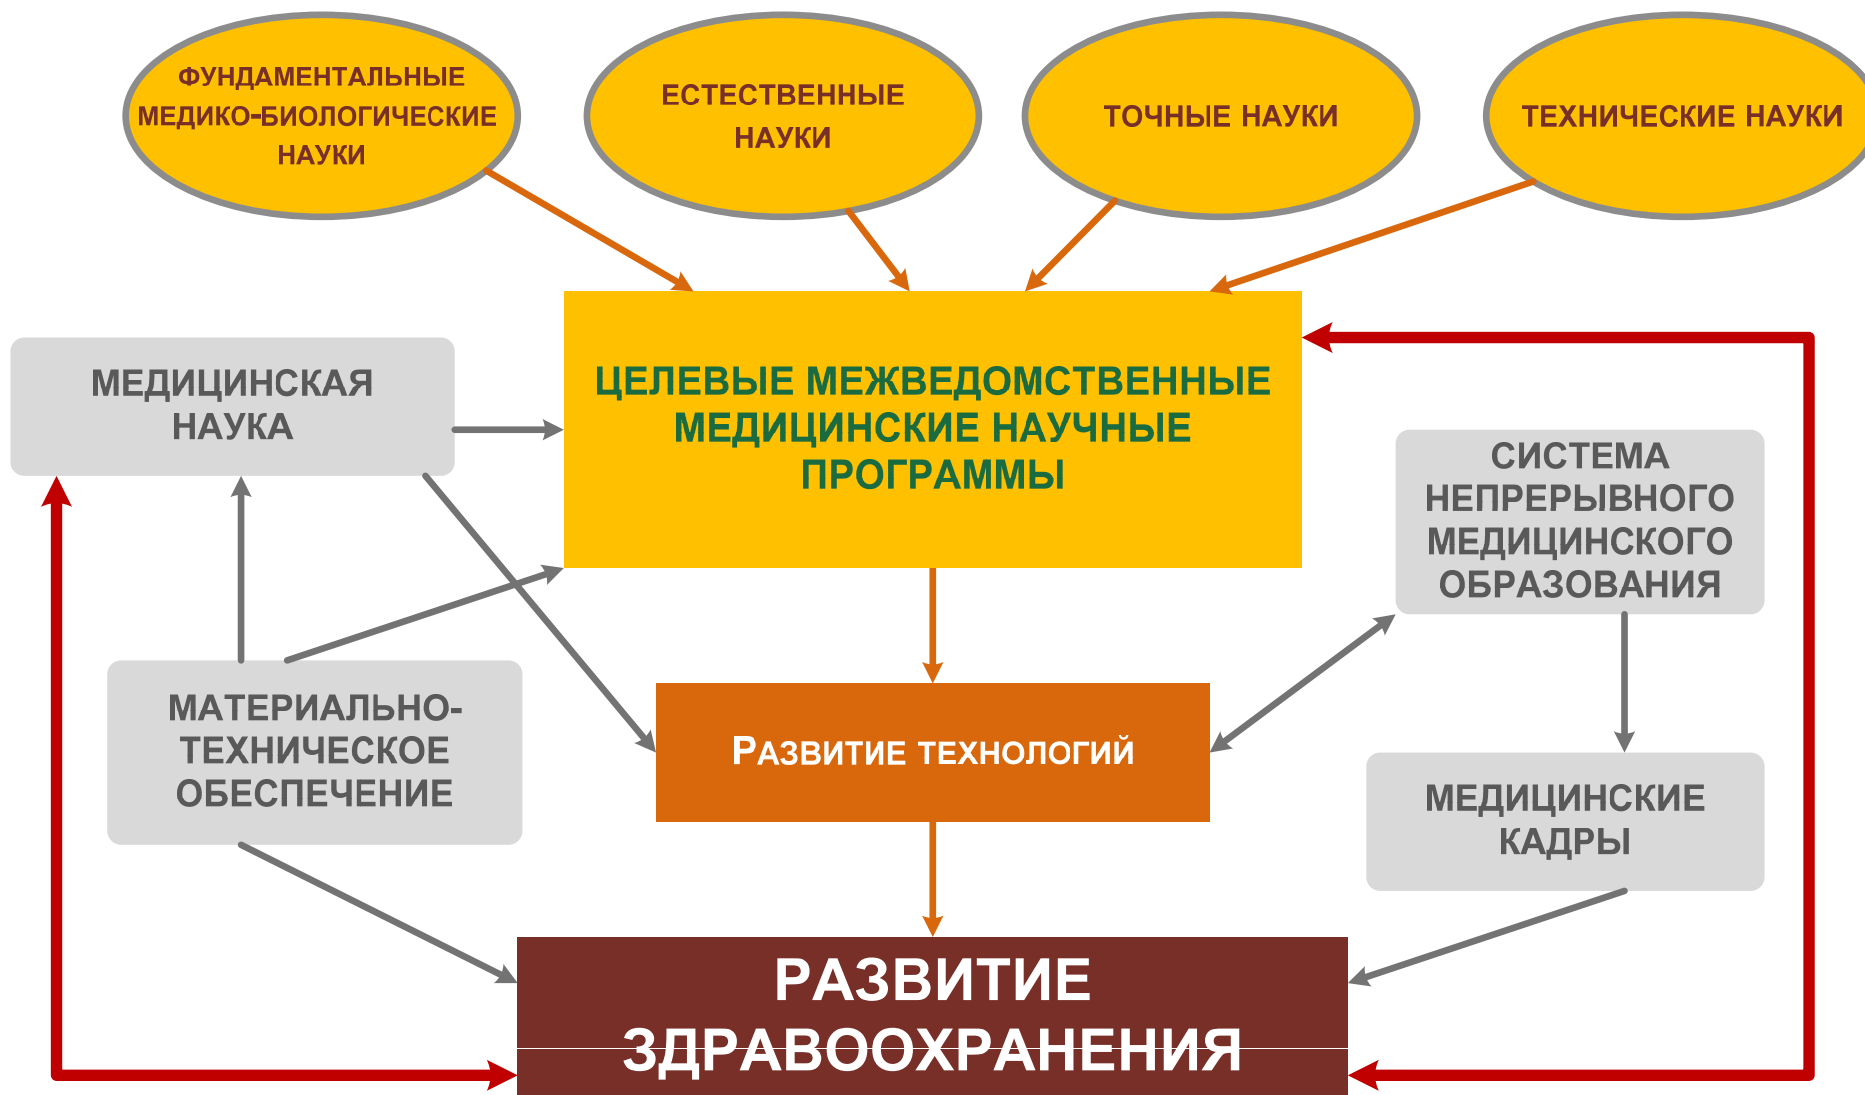 ФУНДАМЕНТАЛЬНЫЕ
МЕДИКО-БИОЛОГИЧЕСКИЕ
НАУКИ
ЕСТЕСТВЕННЫЕ
НАУКИ
ТОЧНЫЕ НАУКИ
ТЕХНИЧЕСКИЕ НАУКИ
МЕДИЦИНСКАЯ
НАУКА
ЦЕЛЕВЫЕ МЕЖВЕДОМСТВЕННЫЕ
МЕДИЦИНСКИЕ НАУЧНЫЕ
ПРОГРАММЫ
СИСТЕМА
НЕПРЕРЫВНОГО
МЕДИЦИНСКОГО
ОБРАЗОВАНИЯ
МАТЕРИАЛЬНО-
ТЕХНИЧЕСКОЕ
ОБЕСПЕЧЕНИЕ
РАЗВИТИЕ ТЕХНОЛОГИЙ
МЕДИЦИНСКИЕ
КАДРЫ
РАЗВИТИЕ
ЗДРАВООХРАНЕНИЯ